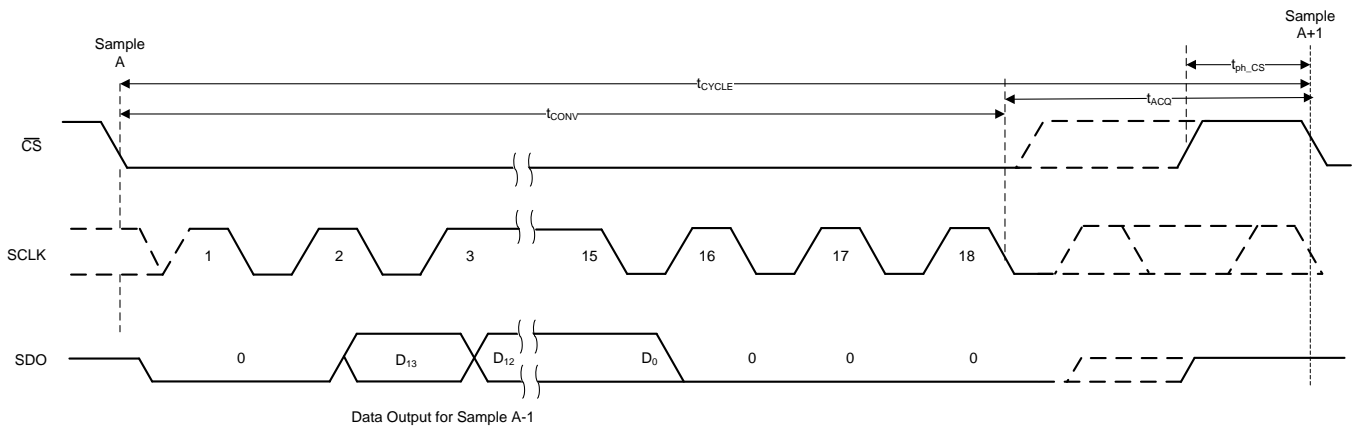 Sample
A
Sample
A+1
tph_CS
tCYCLE
tACQ
tCONV
CS
SCLK
1
2
3
15
16
17
18
SDO
0
D13
D12
D0
0
0
0
Data Output for Sample A-1